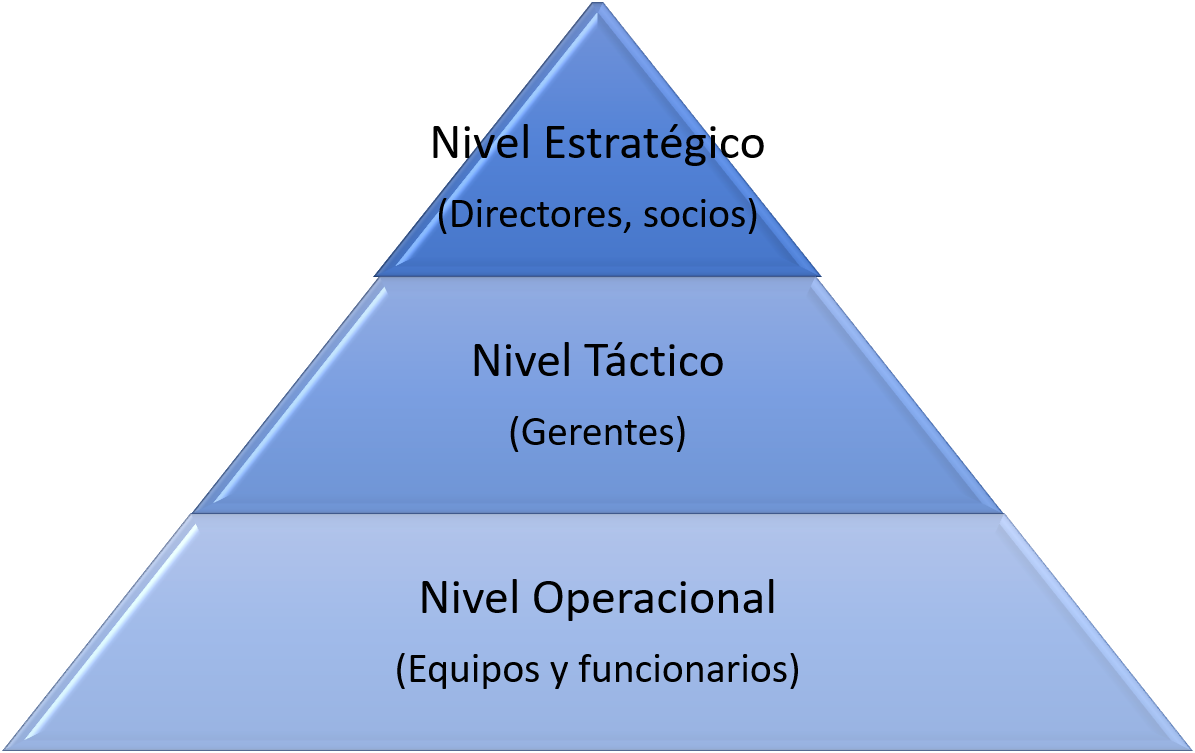 Nivel Estratégico
(Directores, socios)
Nivel Táctico
(Gerentes)
Nivel Operacional
(Equipos y funcionarios)